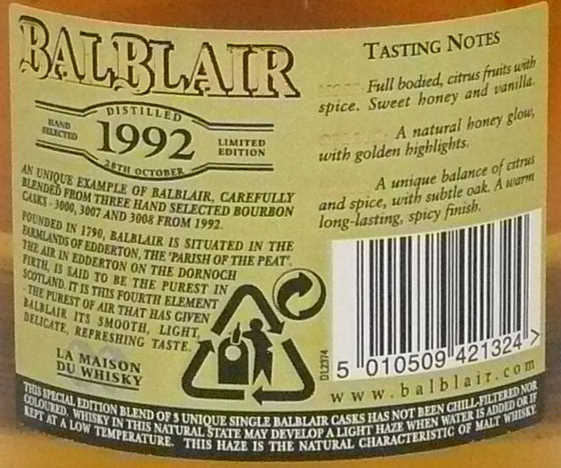 BALBLAIR
DISTILLED
HAND
SELECTED
1992
LIMITED
EDITION
28TH OCTOBER
AN UNIQUE EXAMPLE OF BALBLAIR, CAREFULLY
BLENDED FROM THREE HAND SELECTED BOURBON
CASKS - 3000, 3007 AND 3008 FROM 1992.
FOUNDED IN 1790, BALBLAIR IS SITUATED IN THE
FARMLANDS OF EDDERTON, THE "PARISH OF THE PEAT".
THE AIR IN EDDERTON ON THE DORNOCH
FIRTH, IS SAID TO BE THE PUREST IN
SCOTLAND. IT IS THIS FOURTH ELEMENT
- THE PUREST OF AIR THAT HAS GIVEN
BALBLAIR ITS SMOOTH, LIGHT,
DELICATE, REFRESHING TASTE.
LA MAISON
DU WHISKY
TASTING NOTES
Full bodied, citrus fruits with
spice. Sweet honey and vanilla.
A natural honey glow,
with golden highlights.
A unique balance of citrus
and spice, with subtle oak. A warm
long-lasting, spicy finish.
D12374
5 010509 421324 >
www.balblair.com
THIS SPECIAL EDITION BLEND OF 3 UNIQUE SINGLE BALBLAIR CASKS HAS NOT BEEN CHILL-FILTERED NOR
COLOURED. WHISKY IN THIS NATURAL STATE MAY DEVELOP A LIGHT HAZE WHEN WATER IS ADDED OR IF
KEPT AT A LOW TEMPERATURE. THIS HAZE IS THE NATURAL CHARACTERISTIC OF MALT WHISKY.